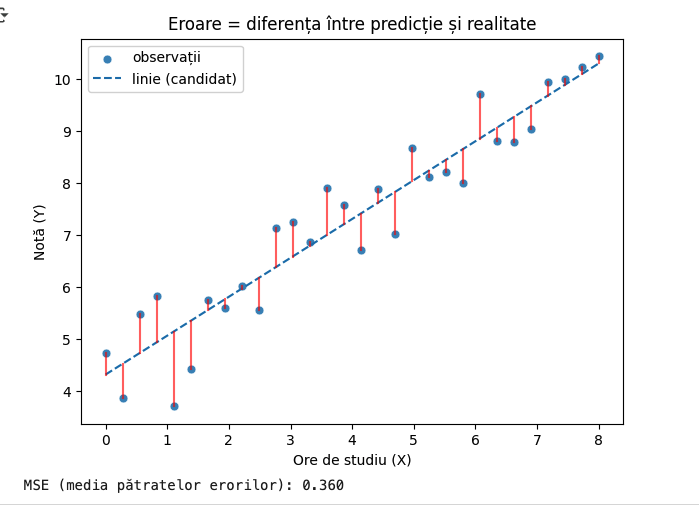 Eroare = diferența între predicție și realitate
observații
linie (candidat)
10
9
8
7
6
5
4
Notă (Y)
0 1 2 3 4 5 6 7 8
Ore de studiu (X)
MSE (media pătratelor erorilor): 0.360